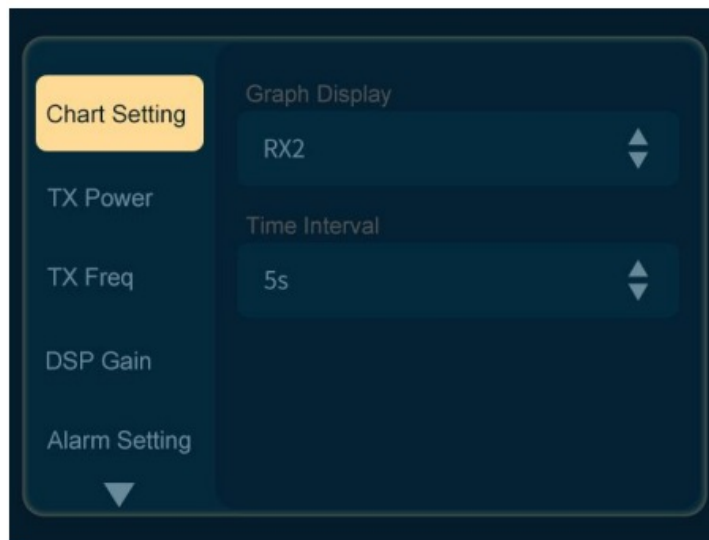 Chart Setting
TX Power
TX Freq
DSP Gain
Alarm Setting
Graph Display
RX2
Time Interval
5s